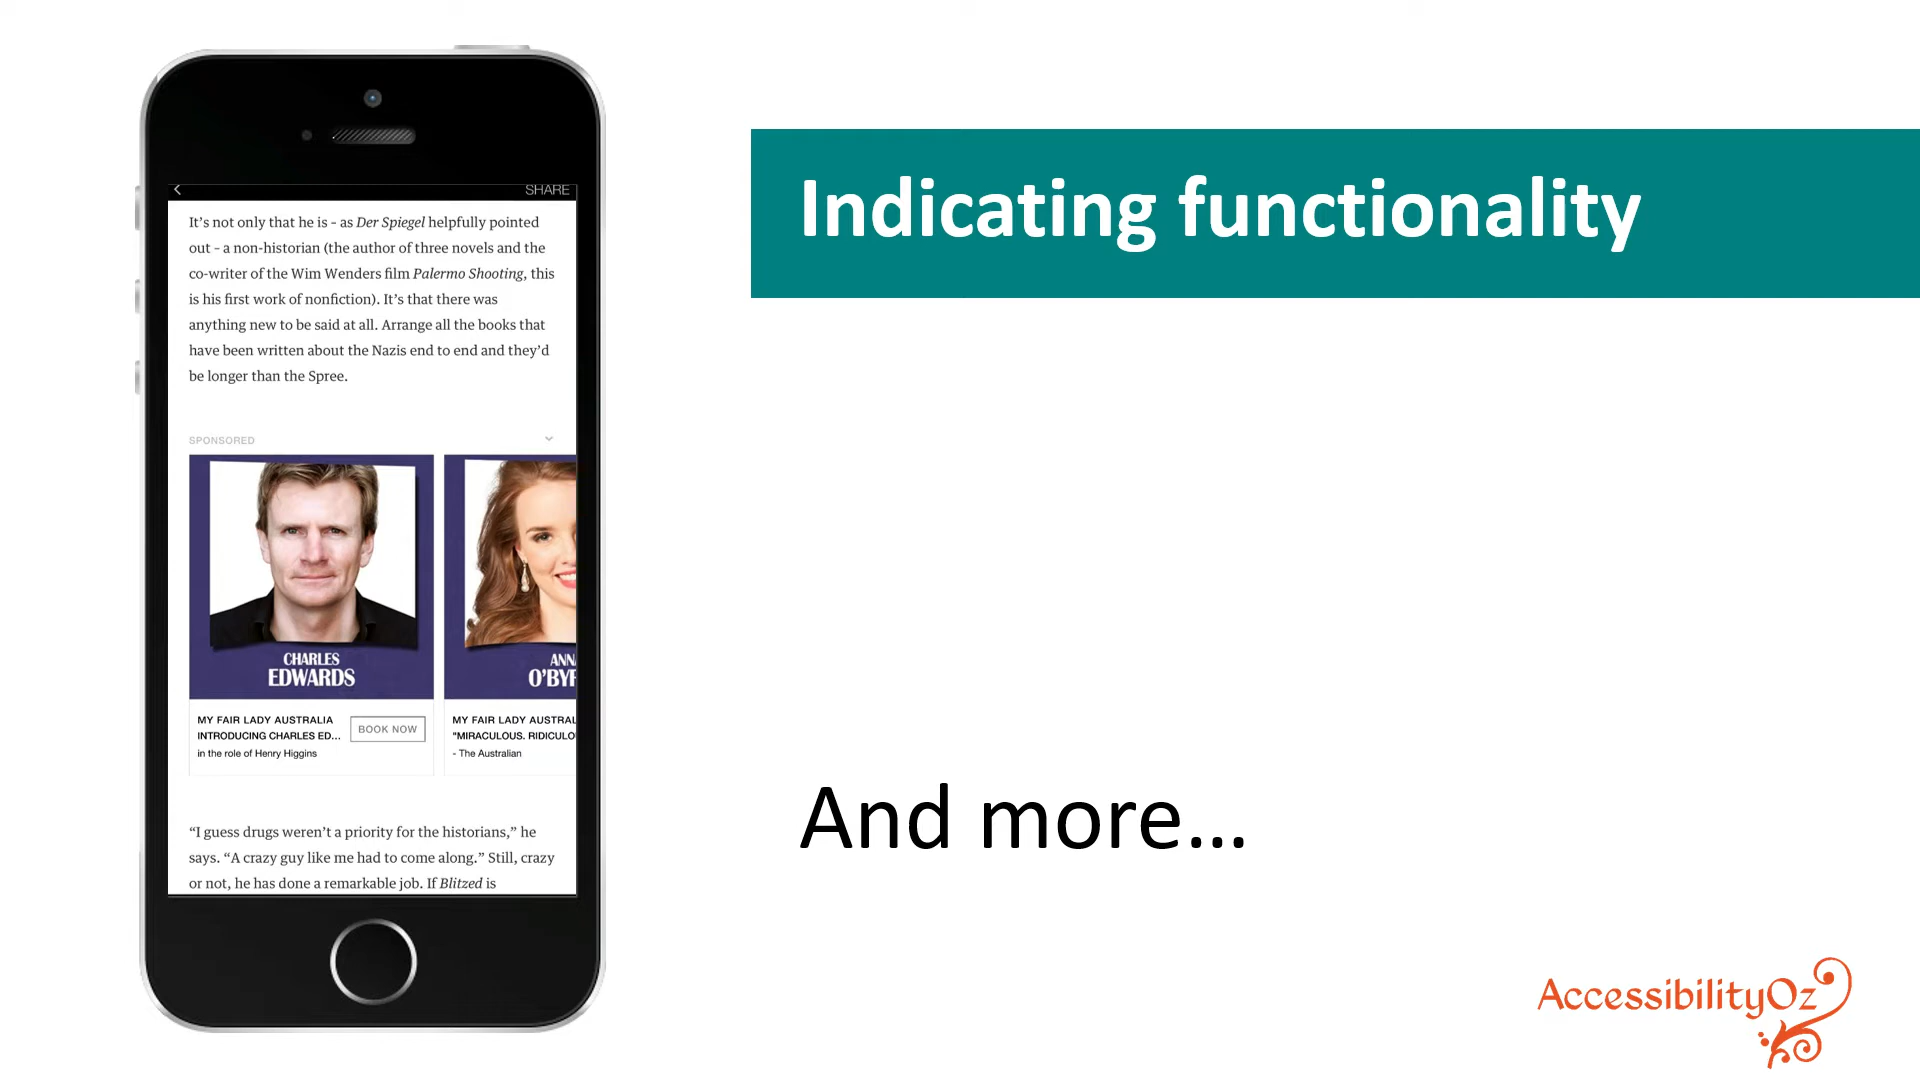 SHARE
It’s not only that he is - as Der Spiegel helpfully pointed
out - a non-historian (the author of three novels and the
co-writer of the Wim Wenders film Palermo Shooting, this
is his first work of nonfiction). It’s that there was
anything new to be said at all. Arrange all the books that
have been written about the Nazis end to end and they’d
be longer than the Spree.
SPONSORED
CHARLES
EDWARDS
ANN
O’BY
MY FAIR LADY AUSTRALIA
INTRODUCING CHARLES ED...
in the role of Henry Higgins
BOOK NOW
MY FAIR LADY AUSTRAL
"MIRACULOUS. RIDICULO
- The Australian
“I guess drugs weren’t a priority for the historians,” he
says. “A crazy guy like me had to come along.” Still, crazy
or not, he has done a remarkable job. If Blitzed is
Indicating functionality
And more...
AccessibilityOz